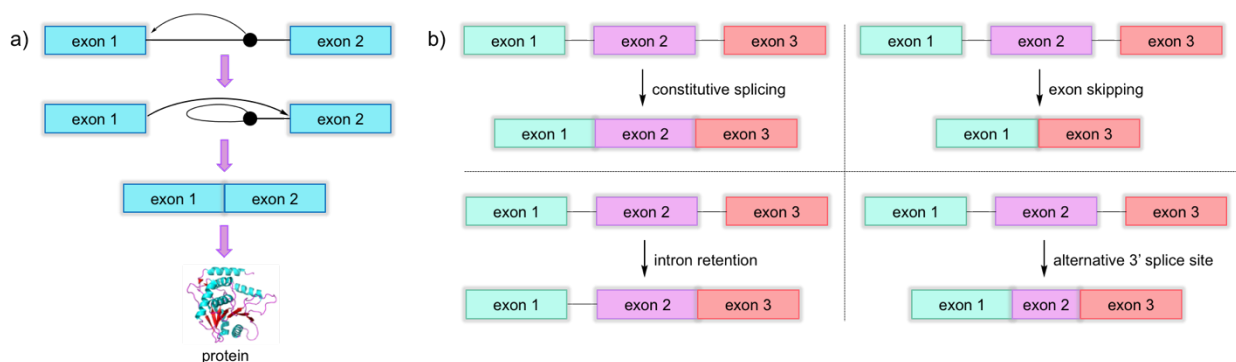 a)
exon 1 exon 2
exon 1 exon 2
exon 1 exon 2
protein
b)
exon 1 exon 2 exon 3
constitutive splicing
exon 1 exon 2 exon 3
exon 1 exon 2 exon 3
exon skipping
exon 1 exon 3
exon 1 exon 2 exon 3
intron retention
exon 1 exon 2 exon 3
exon 1 exon 2 exon 3
alternative 3' splice site
exon 1 exon 2 exon 3